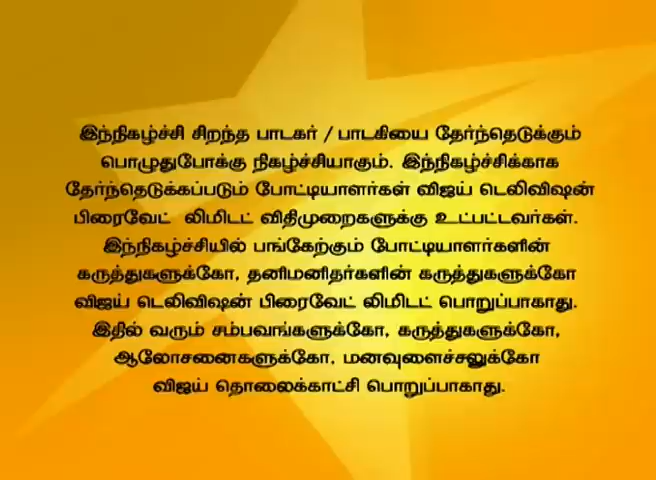 இந்நிகழ்ச்சி சிறந்த பாடகர் / பாடகியை தேர்ந்தெடுக்கும்
பொழுதுபோக்கு நிகழ்ச்சியாகும். இந்நிகழ்ச்சிக்காக
தேர்ந்தெடுக்கப்படும் போட்டியாளர்கள் விஜய் டெலிவிஷன்
பிரைவேட் லிமிடட் விதிமுறைகளுக்கு உட்பட்டவர்கள்.
இந்நிகழ்ச்சியில் பங்கேற்கும் போட்டியாளர்களின்
கருத்துகளுக்கோ, தனிமனிதர்களின் கருத்துகளுக்கோ
விஜய் டெலிவிஷன் பிரைவேட் லிமிடட் பொறுப்பாகாது.
இதில் வரும் சம்பவங்களுக்கோ, கருத்துகளுக்கோ,
ஆலோசனைகளுக்கோ, மனவுளைச்சலுக்கோ
விஜய் தொலைக்காட்சி பொறுப்பாகாது.